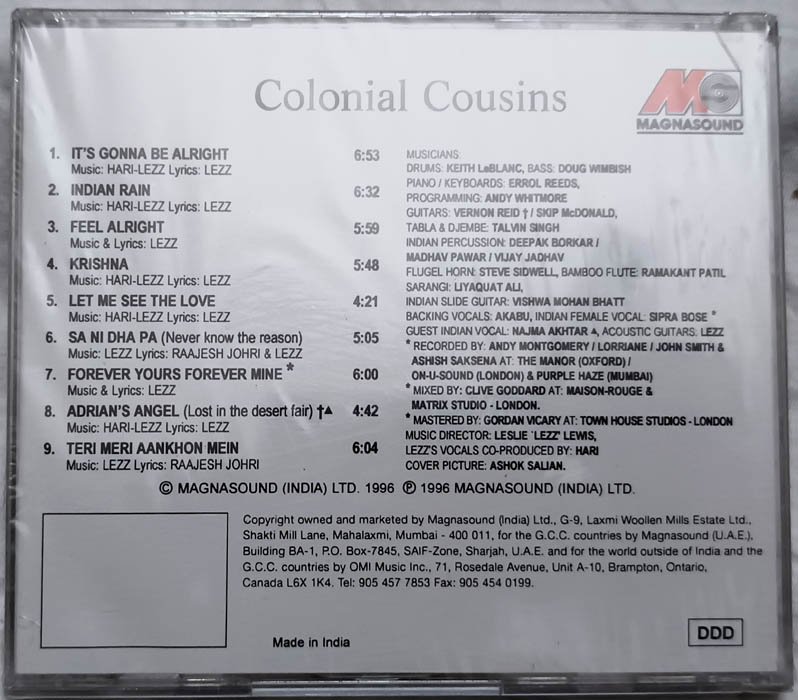 Colonial Cousins
MG
MAGNASOUND
1. IT'S GONNA BE ALRIGHT 6:53
Music: HARI-LEZZ Lyrics: LEZZ
2. INDIAN RAIN 6:32
Music: HARI-LEZZ Lyrics: LEZZ
3. FEEL ALRIGHT 5:59
Music & Lyrics: LEZZ
4. KRISHNA 5:48
Music: HARI-LEZZ Lyrics: LEZZ
5. LET ME SEE THE LOVE 4:21
Music: HARI-LEZZ Lyrics: LEZZ
6. SA NI DHA PA (Never know the reason) 5:05
Music: LEZZ Lyrics: RAAJESH JOHRI & LEZZ
7. FOREVER YOURS FOREVER MINE * 6:00
Music & Lyrics: LEZZ
8. ADRIAN'S ANGEL (Lost in the desert fair) †▲ 4:42
Music: HARI-LEZZ Lyrics: LEZZ
9. TERI MERI AANKHON MEIN 6:04
Music: LEZZ Lyrics: RAAJESH JOHRI
MUSICIANS:
DRUMS: KEITH LeBLANC, BASS: DOUG WIMBISH
PIANO / KEYBOARDS: ERROL REEDS,
PROGRAMMING: ANDY WHITMORE
GUITARS: VERNON REID † / SKIP McDONALD,
TABLA & DJEMBE: TALVIN SINGH
INDIAN PERCUSSION: DEEPAK BORKAR /
MADHAV PAWAR / VIJAY JADHAV
FLUGEL HORN: STEVE SIDWELL, BAMBOO FLUTE: RAMAKANT PATIL
SARANGI: LIYAQUAT ALI,
INDIAN SLIDE GUITAR: VISHWA MOHAN BHATT
BACKING VOCALS: AKABU, INDIAN FEMALE VOCAL: SIPRA BOSE *
GUEST INDIAN VOCAL: NAJMA AKHTAR ▲, ACOUSTIC GUITARS: LEZZ
* RECORDED BY: ANDY MONTGOMERY / LORRIANE / JOHN SMITH &
ASHISH SAKSENA AT: THE MANOR (OXFORD) /
ON-U-SOUND (LONDON) & PURPLE HAZE (MUMBAI)
* MIXED BY: CLIVE GODDARD AT: MAISON-ROUGE &
MATRIX STUDIO - LONDON.
* MASTERED BY: GORDAN VICARY AT: TOWN HOUSE STUDIOS - LONDON
MUSIC DIRECTOR: LESLIE `LEZZ' LEWIS,
LEZZ'S VOCALS CO-PRODUCED BY: HARI
COVER PICTURE: ASHOK SALIAN.
© MAGNASOUND (INDIA) LTD. 1996 ℗ 1996 MAGNASOUND (INDIA) LTD.
Copyright owned and marketed by Magnasound (India) Ltd., G-9, Laxmi Woollen Mills Estate Ltd.,
Shakti Mill Lane, Mahalaxmi, Mumbai - 400 011, for the G.C.C. countries by Magnasound (U.A.E.),
Building BA-1, P.O. Box-7845, SAIF-Zone, Sharjah, U.A.E. and for the world outside of India and the
G.C.C. countries by OMI Music Inc., 71, Rosedale Avenue, Unit A-10, Brampton, Ontario,
Canada L6X 1K4. Tel: 905 457 7853 Fax: 905 454 0199.
Made in India
DDD